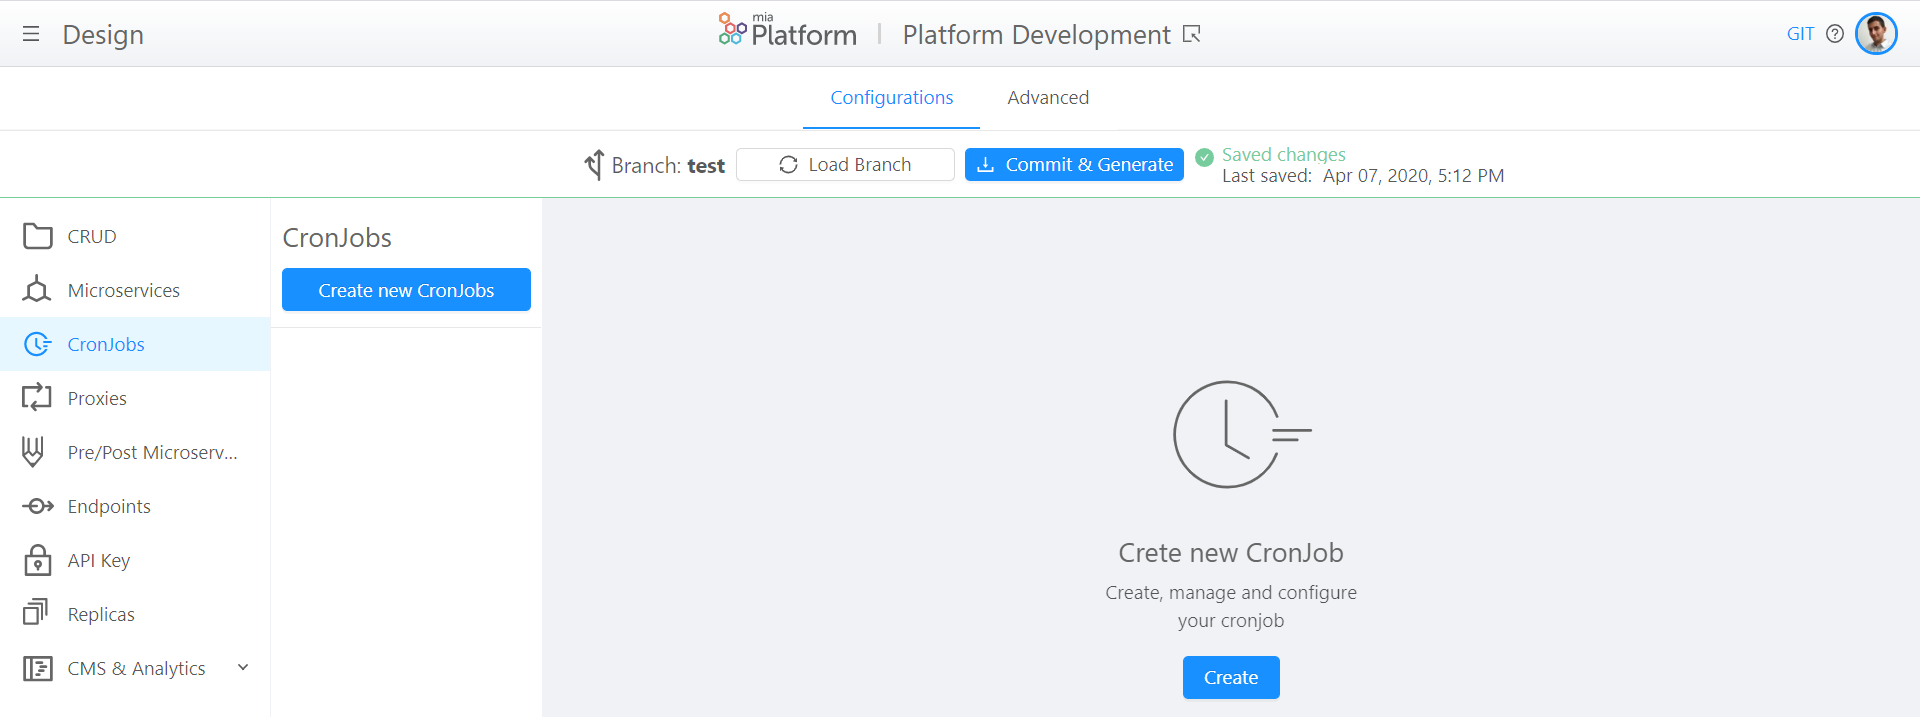 Design
mia
Platform
Platform Development
GIT
Configurations
Advanced
Branch: test
Load Branch
Commit & Generate
Saved changes
Last saved: Apr 07, 2020, 5:12 PM
CRUD
Microservices
CronJobs
Proxies
Pre/Post Microserv...
Endpoints
API Key
Replicas
CMS & Analytics
CronJobs
Create new CronJobs
Crete new CronJob
Create, manage and configure
your cronjob
Create